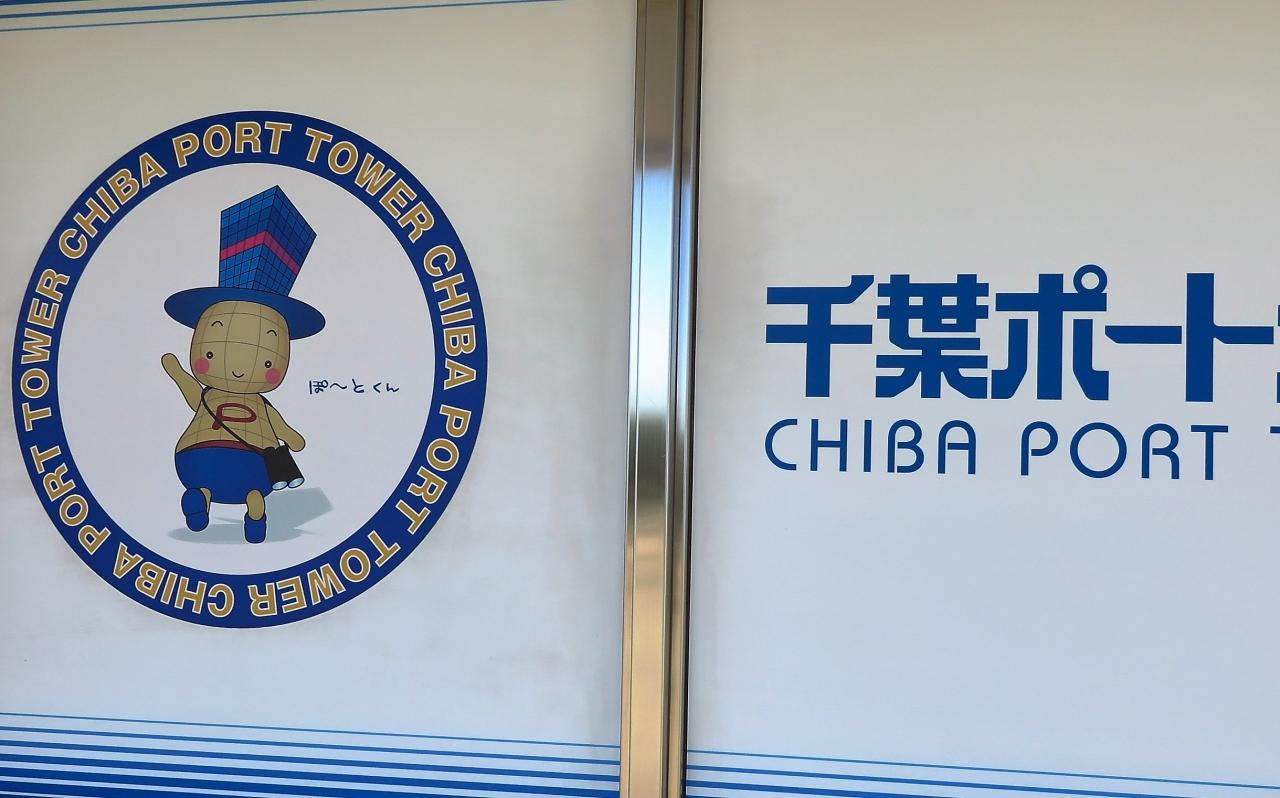 CHIBA PORT TOWER CHIBA PORT TOWER CHIBA PORT TOWER
ぽ〜とくん
P
千葉ポート
CHIBA PORT